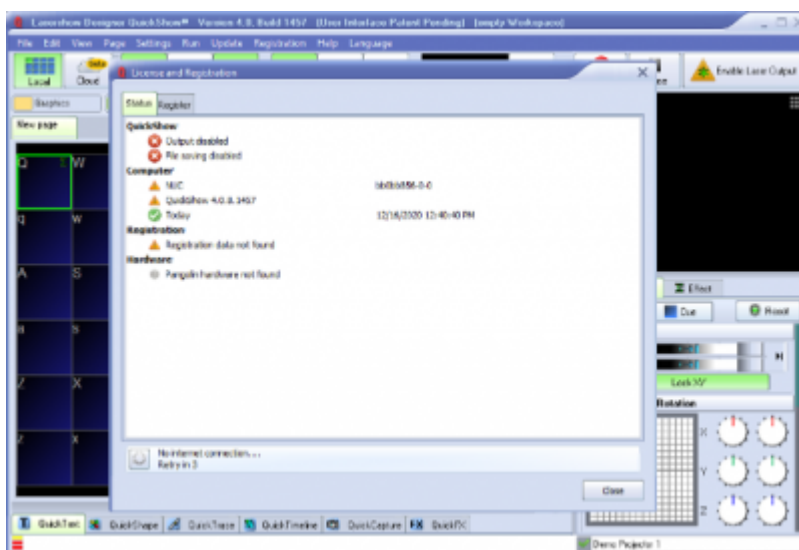 Lasershow Designer QuickShow® Version 4.0, Build 1457 (User Interface Patent Pending) [empty Workspace]
File Edit View Page Settings Run Update Registration Help Language
Beta
Local Cloud
Enable Laser Output
Graphics
New page
License and Registration
Status Register
QuickShow
Output disabled
File saving disabled
Computer
NUC
QuickShow 4.0.0.1457
Today 12/16/2020 12:40:40 PM
Registration
Registration data not found
Hardware
Pangolin hardware not found
No internet connection...
Retry in 3
Close
Q W
q w
A S
Z X
Effect
Cue Reset
Lock XY
Rotation
X
Y
Z
QuickText QuickShape QuickTrace QuickTimeline QuickCapture QuickFX
Demo Projector 1